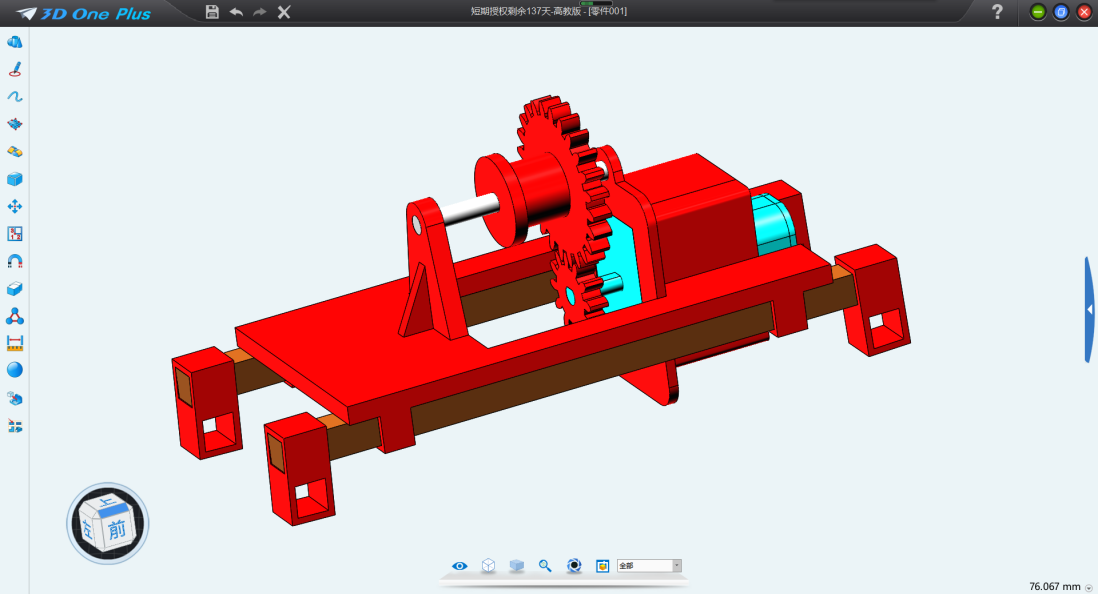 3D One Plus
短期授权剩余137天-高教版 - [零件001]
?
上
左
前
全部
76.067 mm